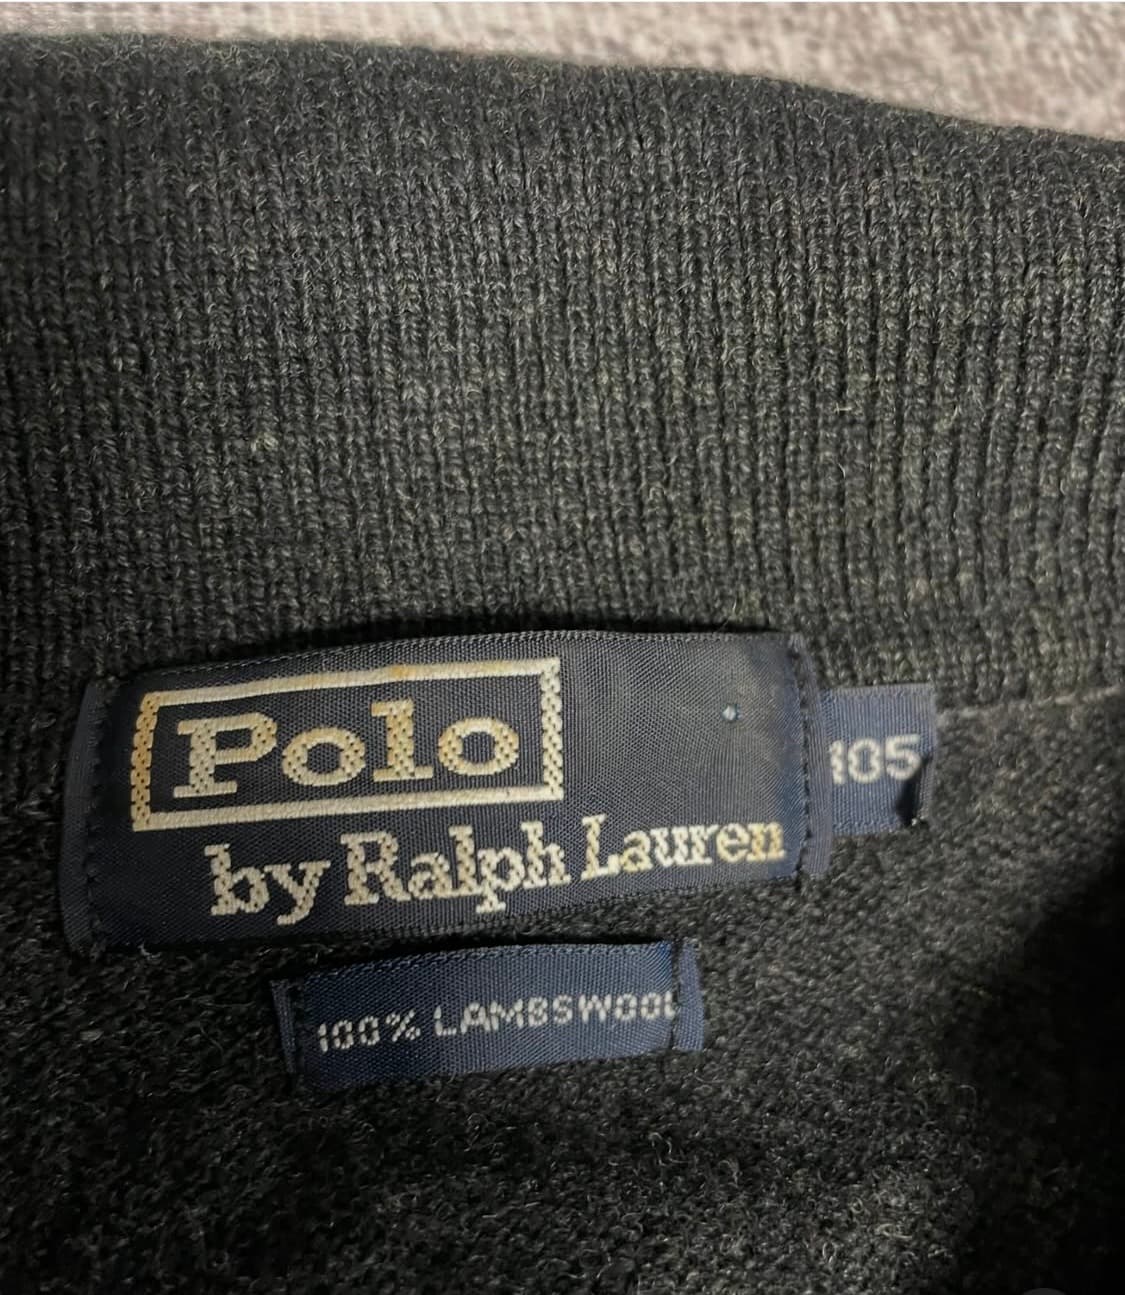 Polo
by Ralph Lauren
105
100% LAMBSWOOL